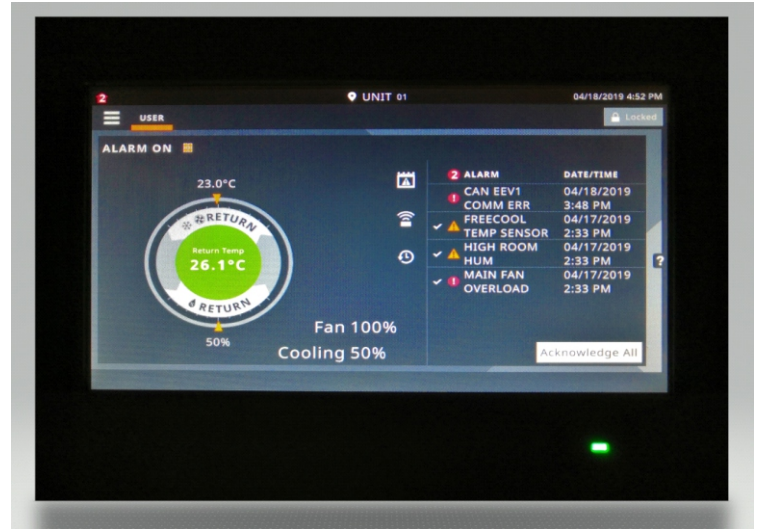 2
UNIT 01
04/18/2019 4:52 PM
USER
Locked
ALARM ON
23.0°C
RETURN
Return Temp
26.1°C
RETURN
50%
Fan 100%
Cooling 50%
2 ALARM DATE/TIME
CAN EEV1 04/18/2019
COMM ERR 3:48 PM
FREECOOL 04/17/2019
TEMP SENSOR 2:33 PM
HIGH ROOM 04/17/2019
HUM 2:33 PM
MAIN FAN 04/17/2019
OVERLOAD 2:33 PM
?
Acknowledge All